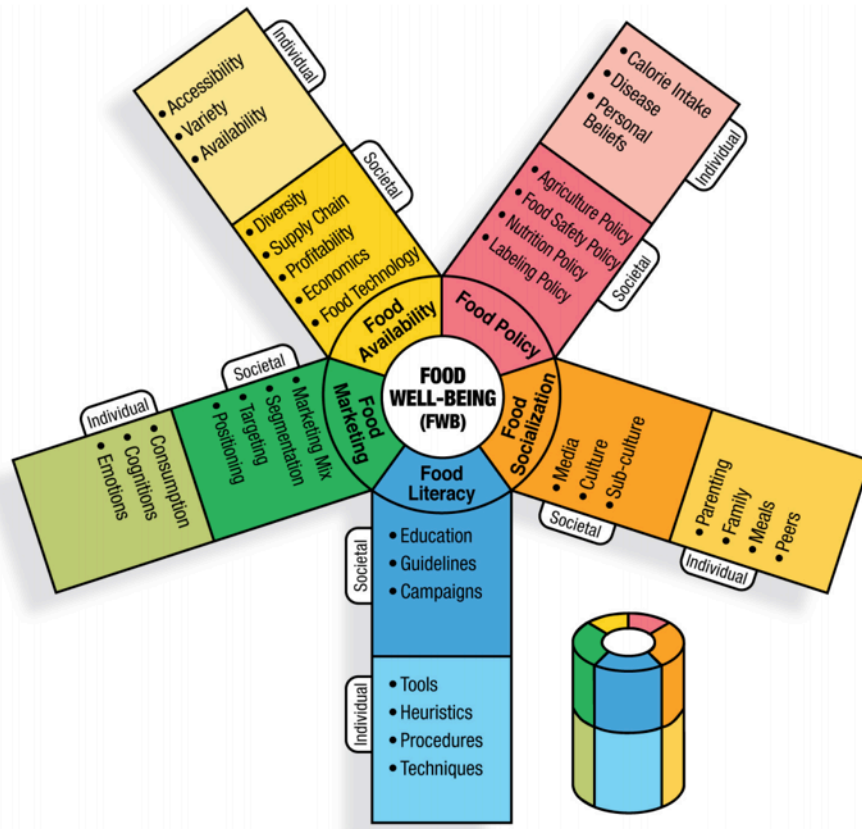 FOOD
WELL-BEING
(FWB)
Food
Availability
Societal
• Diversity
• Supply Chain
• Profitability
• Economics
• Food Technology
Individual
• Accessibility
• Variety
• Availability
Food Policy
Societal
• Agriculture Policy
• Food Safety Policy
• Nutrition Policy
• Labeling Policy
Individual
• Calorie Intake
• Disease
• Personal
Beliefs
Food
Socialization
Societal
• Media
• Culture
• Sub-culture
Individual
• Parenting
• Family
• Meals
• Peers
Food
Literacy
Societal
• Education
• Guidelines
• Campaigns
Individual
• Tools
• Heuristics
• Procedures
• Techniques
Food
Marketing
Societal
• Marketing Mix
• Segmentation
• Targeting
• Positioning
Individual
• Consumption
• Cognitions
• Emotions